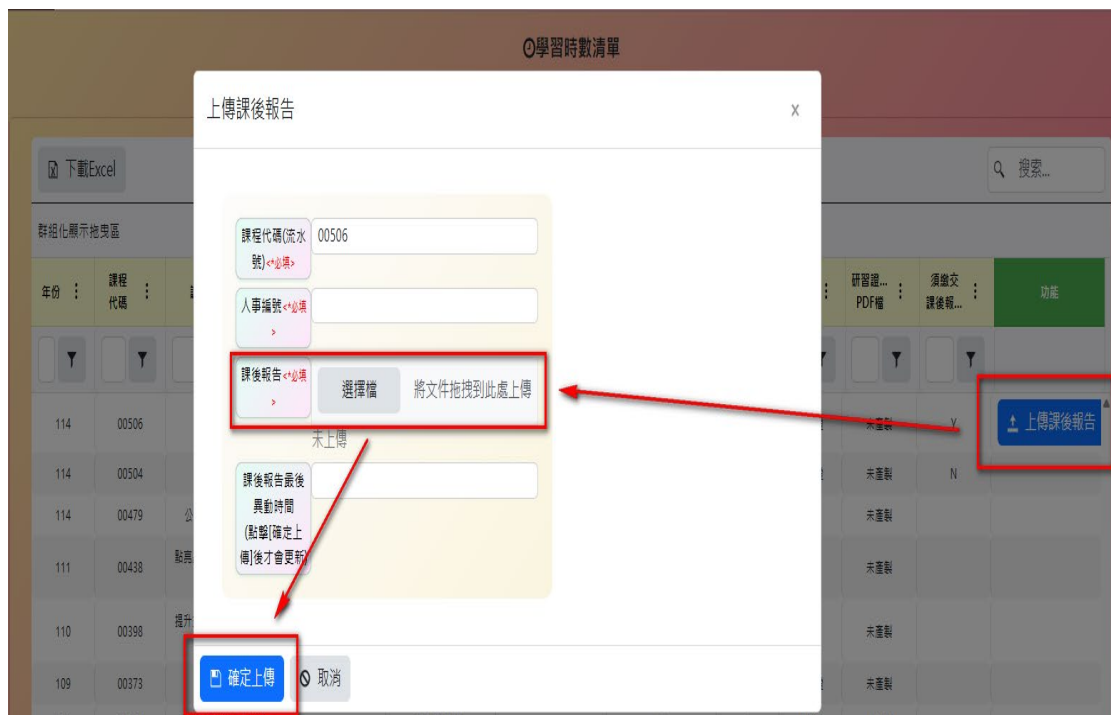 學習時數清單
上傳課後報告
x
下載Excel
搜索...
群組化顯示拖曳區
課程代碼(流水
號)<*必填>
00506
人事編號<*必填
>
課後報告<*必填
>
選擇檔
將文件拖拽到此處上傳
未上傳
課後報告最後
異動時間
(點擊[確定上
傳]後才會更新)
確定上傳
取消
年份
課程
代碼
研習證...
PDF檔
須繳交
課後報...
功能
114 00506 未產製 Y 上傳課後報告
114 00504 未產製 N
114 00479 公 未產製
111 00438 點亮 未產製
110 00398 提升 未產製
109 00373 未產製